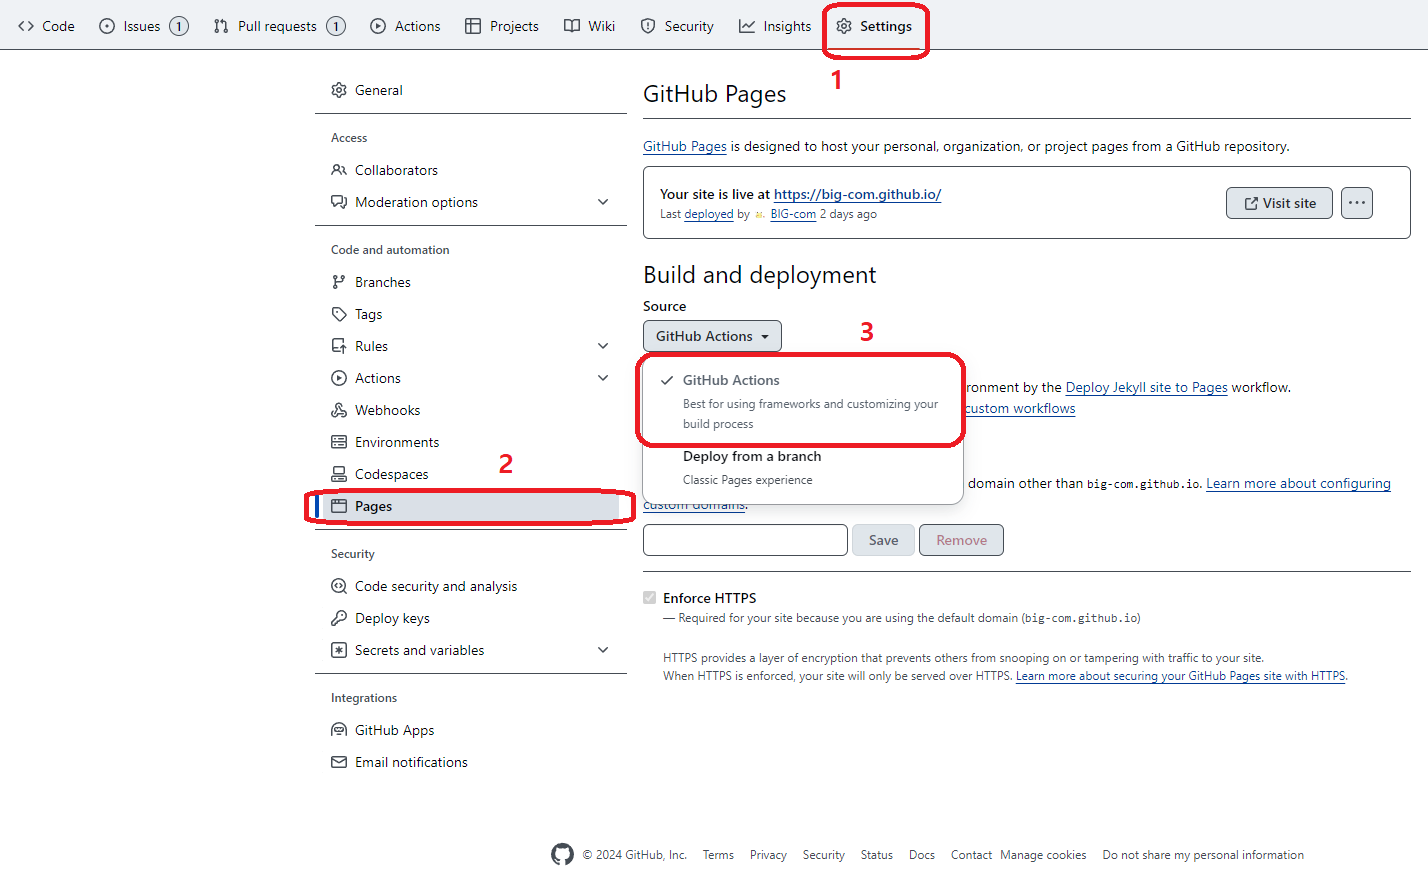 Code Issues 1 Pull requests 1 Actions Projects Wiki Security Insights Settings
1
General
Access
Collaborators
Moderation options
Code and automation
Branches
Tags
Rules
Actions
Webhooks
Environments
Codespaces
2
Pages
Security
Code security and analysis
Deploy keys
Secrets and variables
Integrations
GitHub Apps
Email notifications
GitHub Pages
GitHub Pages is designed to host your personal, organization, or project pages from a GitHub repository.
Your site is live at https://big-com.github.io/
Last deployed by BIG-com 2 days ago
Visit site
Build and deployment
Source
GitHub Actions
3
GitHub Actions
Best for using frameworks and customizing your
build process
Deploy from a branch
Classic Pages experience
ronment by the Deploy Jekyll site to Pages workflow.
custom workflows
domain other than big-com.github.io. Learn more about configuring
custom domains.
Save Remove
Enforce HTTPS
— Required for your site because you are using the default domain (big-com.github.io)
HTTPS provides a layer of encryption that prevents others from snooping on or tampering with traffic to your site.
When HTTPS is enforced, your site will only be served over HTTPS. Learn more about securing your GitHub Pages site with HTTPS.
© 2024 GitHub, Inc. Terms Privacy Security Status Docs Contact Manage cookies Do not share my personal information